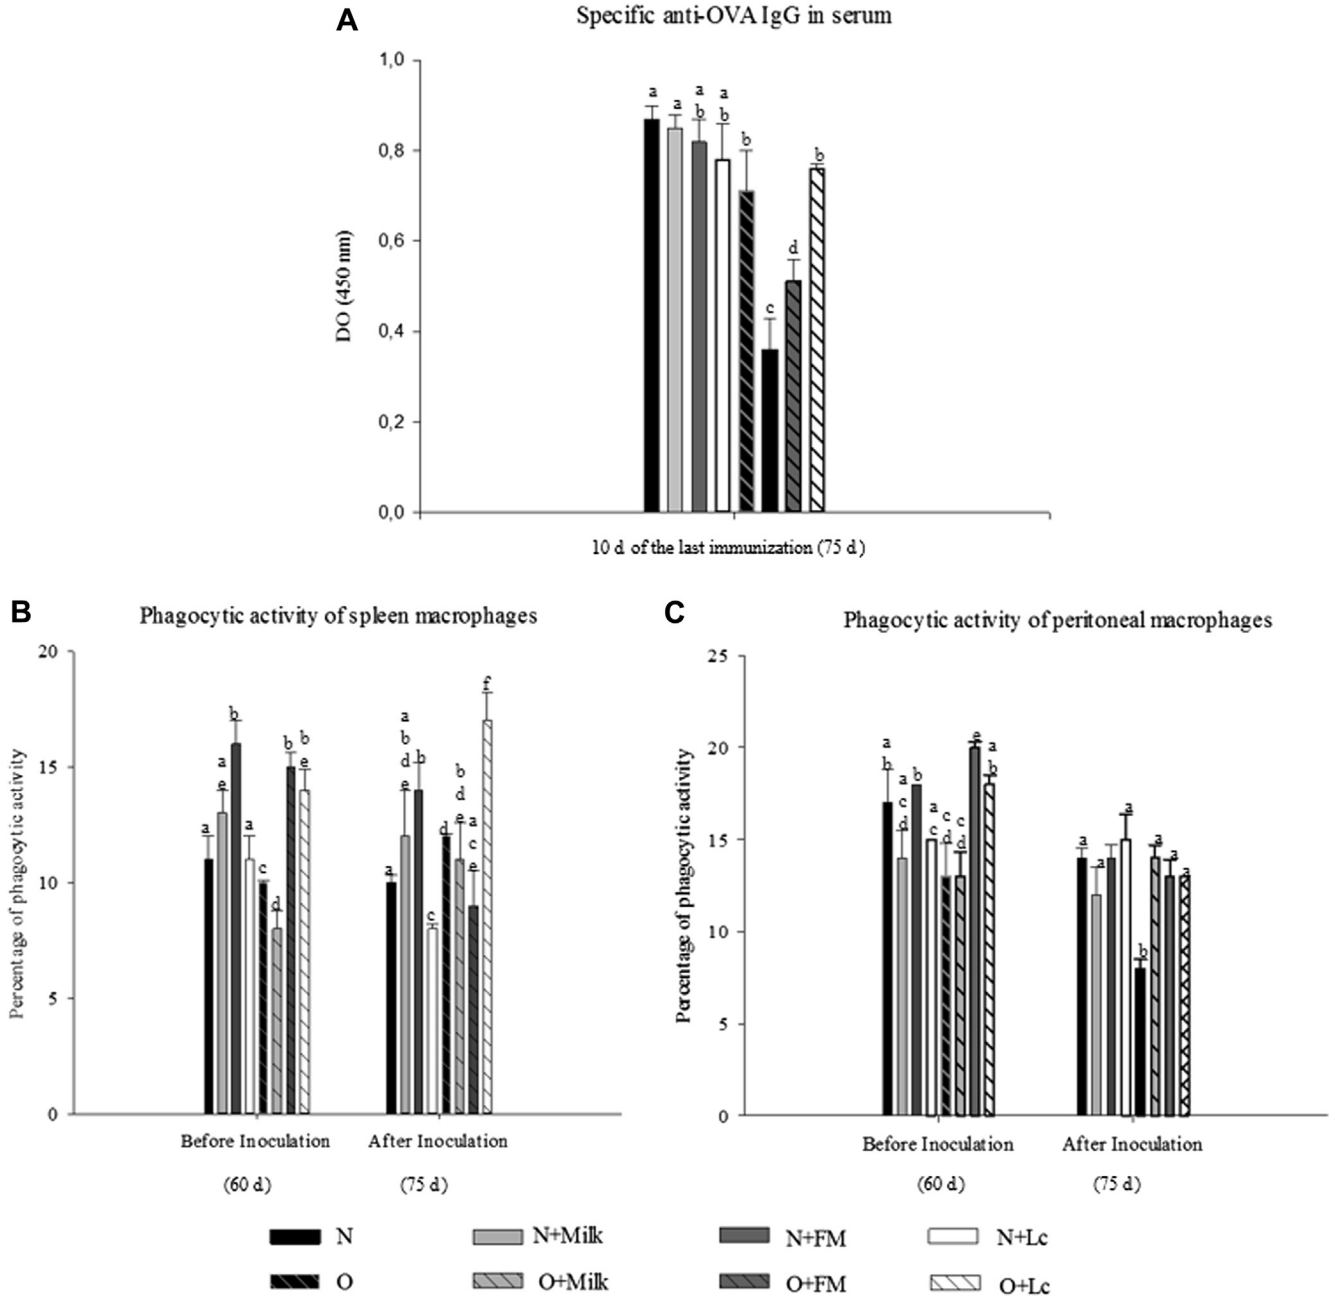 A
Specific anti-OVA IgG in serum
DO (450 nm)
1,0
0,8
0,6
0,4
0,2
0,0
a
a
a
b
a
b
b
c
d
b
10 d of the last immunization (75 d)
B
Phagocytic activity of spleen macrophages
Percentage of phagocytic activity
20
15
10
5
0
a
a
e
b
a
c
d
b
b
e
a
a
b
d
e
b
c
d
b
d
e
a
c
e
f
Before Inoculation
After Inoculation
(60 d)
(75 d)
C
Phagocytic activity of peritoneal macrophages
Percentage of phagocytic activity
25
20
15
10
5
0
a
b
a
c
d
b
a
c
c
d
c
d
e
a
b
a
a
a
b
a
a
a
Before Inoculation
After Inoculation
(60 d)
(75 d)
N
N+Milk
N+FM
N+Lc
O
O+Milk
O+FM
O+Lc